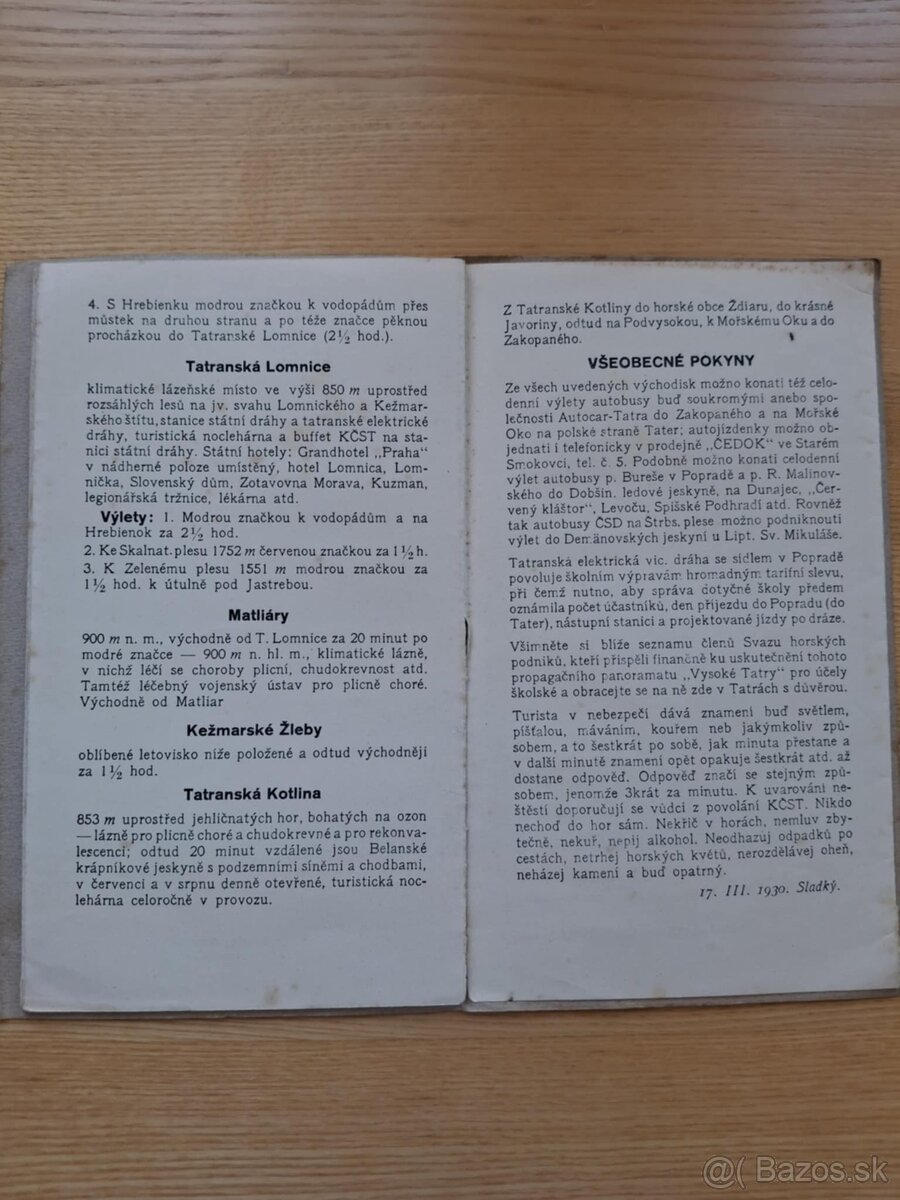 4. S Hrebienku modrou značkou k vodopádům přes
můstek na druhou stranu a po téže značce pěknou
procházkou do Tatranské Lomnice (2½ hod.).
Tatranská Lomnice
klimatické lázeňské místo ve výši 850 m uprostřed
rozsáhlých lesů na jv. svahu Lomnického a Kežmar-
ského štítu, stanice státní dráhy a tatranské elektrické
dráhy, turistická noclehárna a buffet KČST na sta-
nici státní dráhy. Státní hotely: Grandhotel „Praha"
v nádherné poloze umístěný, hotel Lomnica, Lom-
nička, Slovenský dům, Zotavovna Morava, Kuzman,
legionářská tržnice, lékárna atd.
Výlety: 1. Modrou značkou k vodopádům a na
Hrebienok za 2½ hod.
2. Ke Skalnat. plesu 1752 m červenou značkou za 1½ h.
3. K Zelenému plesu 1551 m modrou značkou za
1½ hod. k útulně pod Jastrebou.
Matliáry
900 m n. m., východně od T. Lomnice za 20 minut po
modré značce — 900 m n. hl. m., klimatické lázně,
v nichž léčí se choroby plicní, chudokrevnost atd.
Tamtéž léčebný vojenský ústav pro plicně choré.
Východně od Matliar
Kežmarské Žleby
oblíbené letovisko níže položené a odtud východněji
za 1½ hod.
Tatranská Kotlina
853 m uprostřed jehličnatých hor, bohatých na ozon
— lázně pro plicně choré a chudokrevné a pro rekonva-
lescenci; odtud 20 minut vzdálené jsou Belanské
krápníkové jeskyně s podzemními síněmi a chodbami,
v červenci a v srpnu denně otevřené, turistická noc-
lehárna celoročně v provozu.
Z Tatranské Kotliny do horské obce Ždiaru, do krásné
Javoriny, odtud na Podvysokou, k Mořskému Oku a do
Zakopaného.
VŠEOBECNÉ POKYNY
Ze všech uvedených východisk možno konati též celo-
denní výlety autobusy buď soukromými anebo spo-
lečnosti Autocar-Tatra do Zakopaného a na Mořské
Oko na polské straně Tater; autojízdenky možno ob-
jednati i telefonicky v prodejně „ČEDOK" ve Starém
Smokovci, tel. č. 5. Podobně možno konati celodenní
výlet autobusy p. Bureše v Popradě a p. R. Malinov-
ského do Dobšin. ledové jeskyně, na Dunajec, „Čer-
vený kláštor", Levoču, Spišské Podhradí atd. Rovněž
tak autobusy ČSD na Štrbs. plese možno podniknouti
výlet do Demänovských jeskyní u Lipt. Sv. Mikuláše.
Tatranská elektrická vic. dráha se sídlem v Popradě
povoluje školním výpravám hromadným tarifní slevu,
při čemž nutno, aby správa dotyčné školy předem
oznámila počet účastníků, den příjezdu do Popradu (do
Tater), nástupní stanici a projektované jízdy po dráze.
Všimněte si blíže seznamu členů Svazu horských
podniků, kteří přispěli finančně ku uskutečnění tohoto
propagačního panoramatu „Vysoké Tatry" pro účely
školské a obracejte se na ně zde v Tatrách s důvěrou.
Turista v nebezpečí dává znamení buď světlem,
píšťalou, máváním, kouřem neb jakýmkoliv způ-
sobem, a to šestkrát po sobě, jak minuta přestane a
v další minutě znamení opět opakuje šestkrát atd. až
dostane odpověď. Odpověď značí se stejným způ-
sobem, jenomže 3krát za minutu. K uvarování ne-
štěstí doporučují se vůdci z povolání KČST. Nikdo
nechoď do hor sám. Nekřič v horách, nemluv zby-
tečně, nekuř, nepij alkohol. Neodhazuj odpadků po
cestách, netrhej horských květů, nerozdělávej oheň,
neházej kamení a buď opatrný.
17. III. 1930. Sladký.
@( Bazos.sk